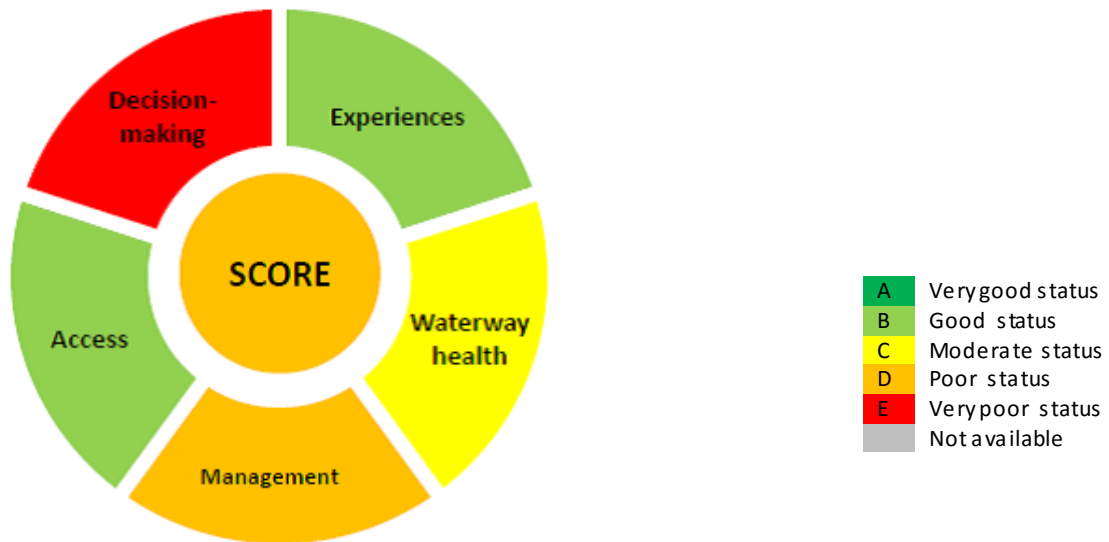 Decision-
making
Experiences
SCORE
Access
Waterway
health
Management
A Very good status
B Good status
C Moderate status
D Poor status
E Very poor status
Not available